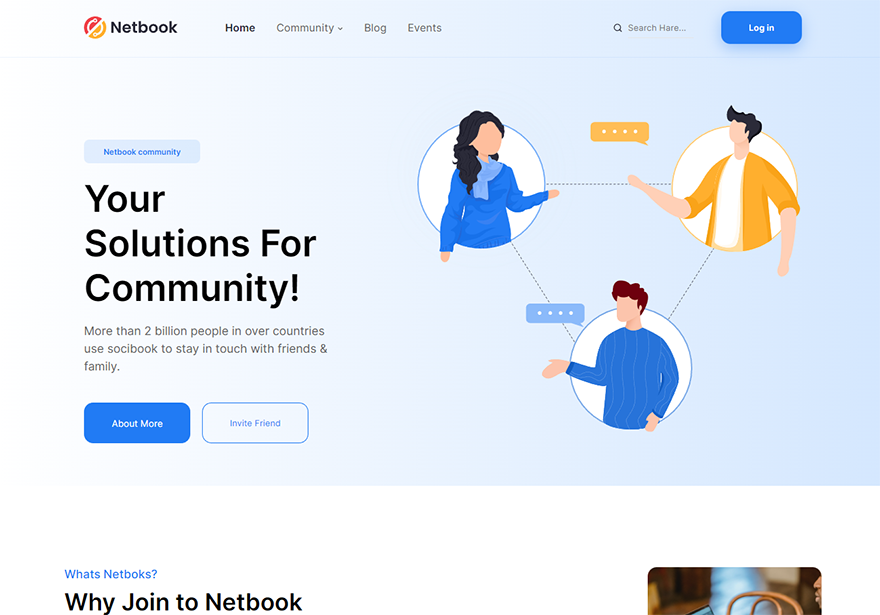 Netbook
Home
Community
Blog
Events
Search Hare...
Log in
Netbook community
Your
Solutions For
Community!
More than 2 billion people in over countries
use socibook to stay in touch with friends &
family.
About More
Invite Friend
Whats Netboks?
Why Join to Netbook